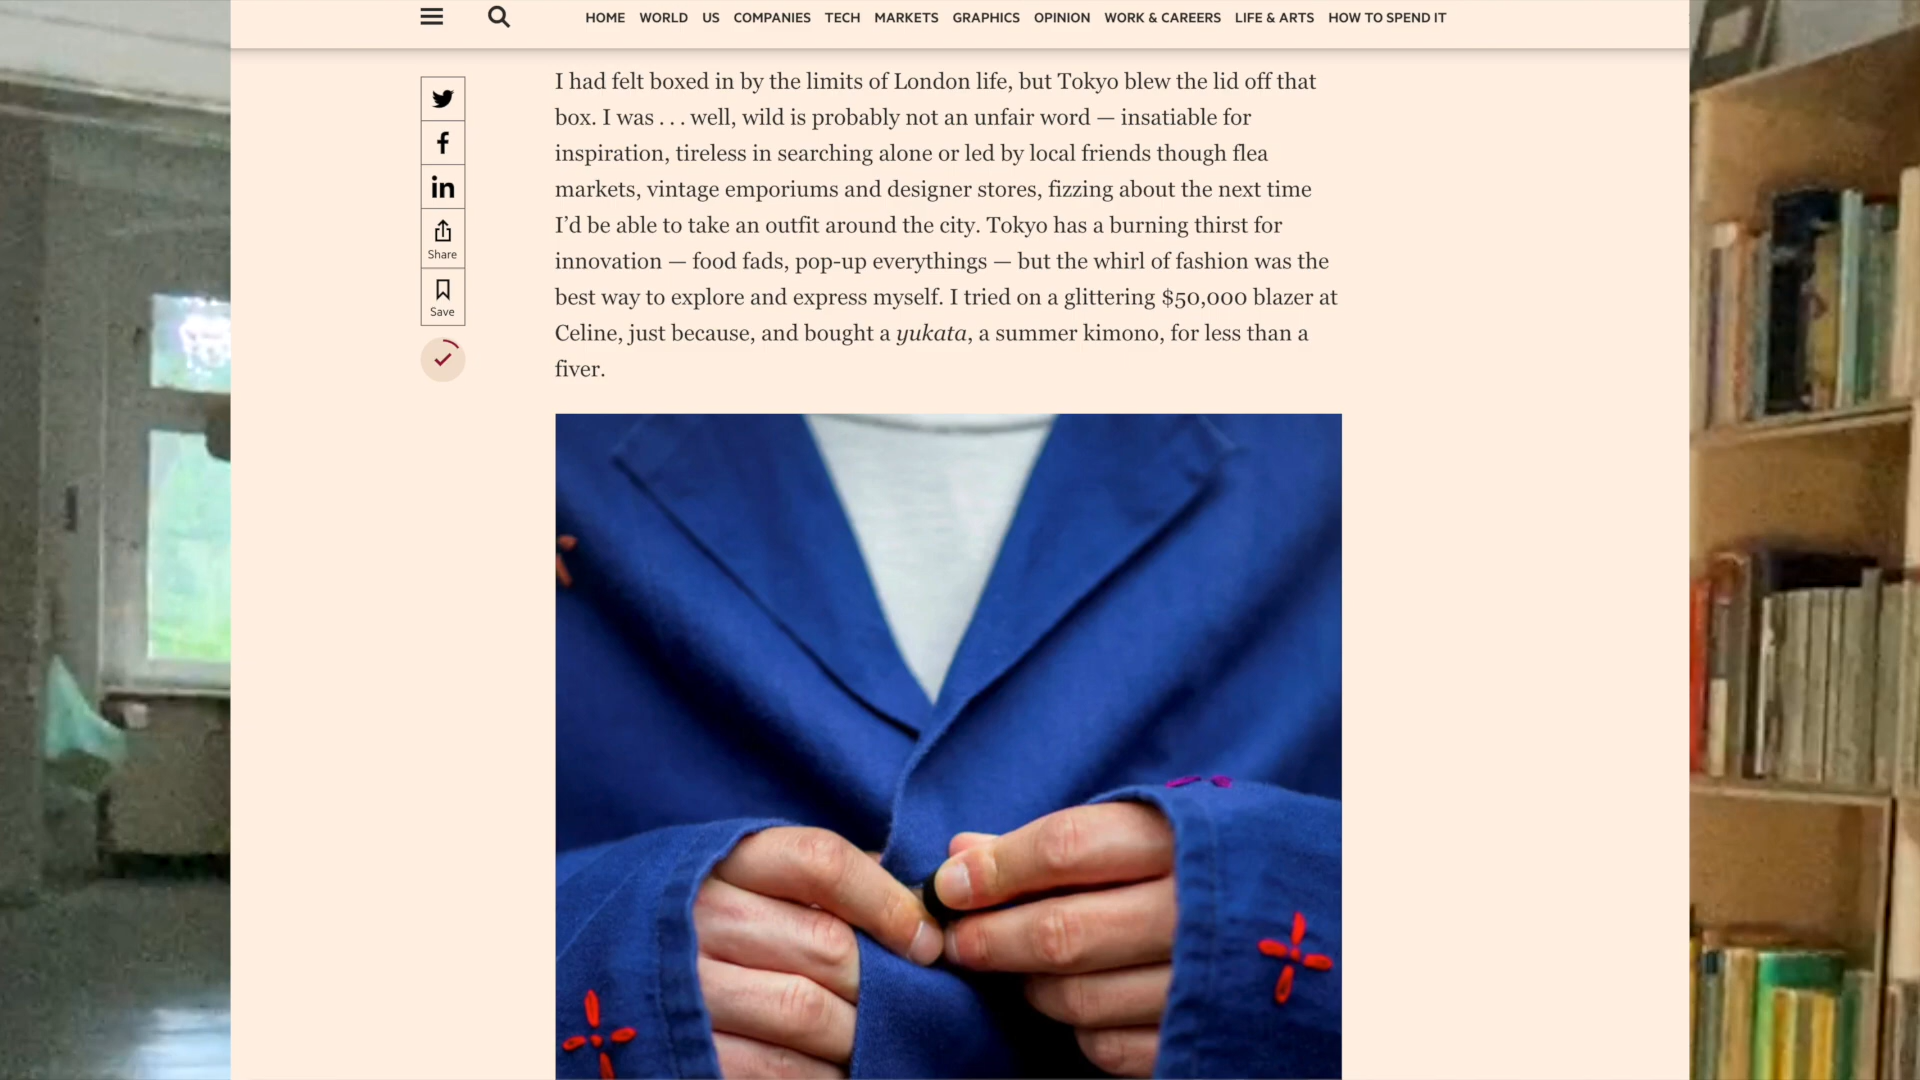 HOME WORLD US COMPANIES TECH MARKETS GRAPHICS OPINION WORK & CAREERS LIFE & ARTS HOW TO SPEND IT
I had felt boxed in by the limits of London life, but Tokyo blew the lid off that
box. I was . . . well, wild is probably not an unfair word — insatiable for
inspiration, tireless in searching alone or led by local friends though flea
markets, vintage emporiums and designer stores, fizzing about the next time
I’d be able to take an outfit around the city. Tokyo has a burning thirst for
innovation — food fads, pop-up everythings — but the whirl of fashion was the
best way to explore and express myself. I tried on a glittering $50,000 blazer at
Celine, just because, and bought a yukata, a summer kimono, for less than a
fiver.
Share
Save